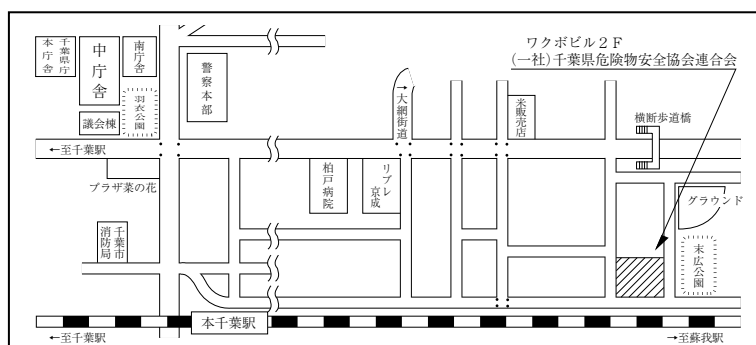 ワクボビル２Ｆ
(一社)千葉県危険物安全協会連合会
千葉県庁
本庁舎
中庁舎
南庁舎
羽衣公園
議会棟
警察本部
→大網街道
米販売店
横断歩道橋
←至千葉駅
プラザ菜の花
柏戸病院
リブレ京成
グラウンド
千葉市
消防局
末広公園
本千葉駅
←至千葉駅
→至蘇我駅